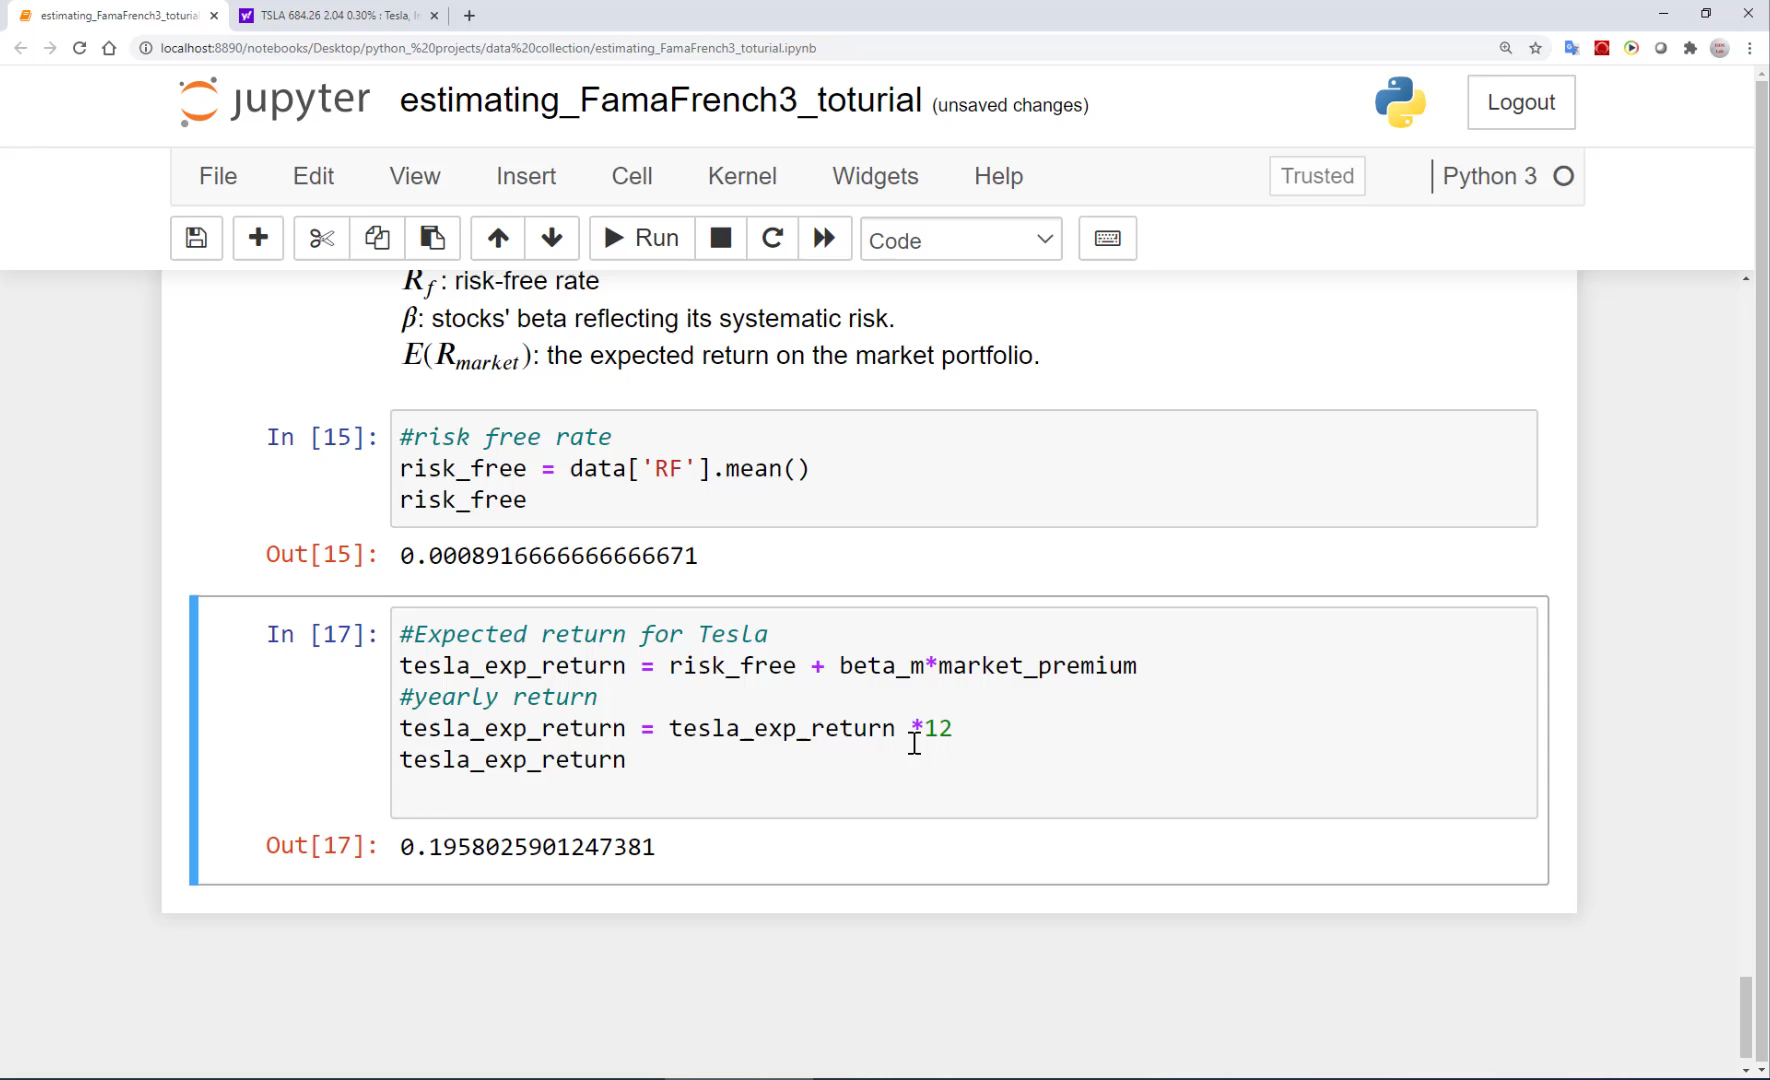 estimating_FamaFrench3_toturial
TSLA 684.26 2.04 0.30% : Tesla, I
localhost:8890/notebooks/Desktop/python_%20projects/data%20collection/estimating_FamaFrench3_toturial.ipynb
jupyter estimating_FamaFrench3_toturial (unsaved changes)
Logout
File Edit View Insert Cell Kernel Widgets Help Trusted Python 3
Run Code
Rf : risk-free rate
β: stocks' beta reflecting its systematic risk.
E(Rmarket): the expected return on the market portfolio.
In [15]: #risk free rate
risk_free = data['RF'].mean()
risk_free
Out[15]: 0.0008916666666666671
In [17]: #Expected return for Tesla
tesla_exp_return = risk_free + beta_m*market_premium
#yearly return
tesla_exp_return = tesla_exp_return *12
tesla_exp_return
Out[17]: 0.1958025901247381